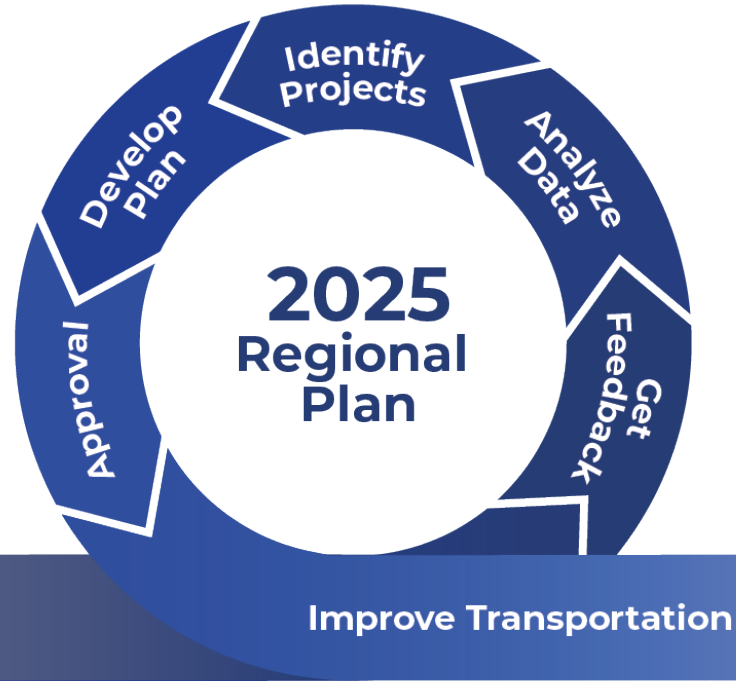 2025
Regional
Plan
Get
Feedback
Analyze
Data
Identify
Projects
Develop
Plan
Approval
Improve Transportation